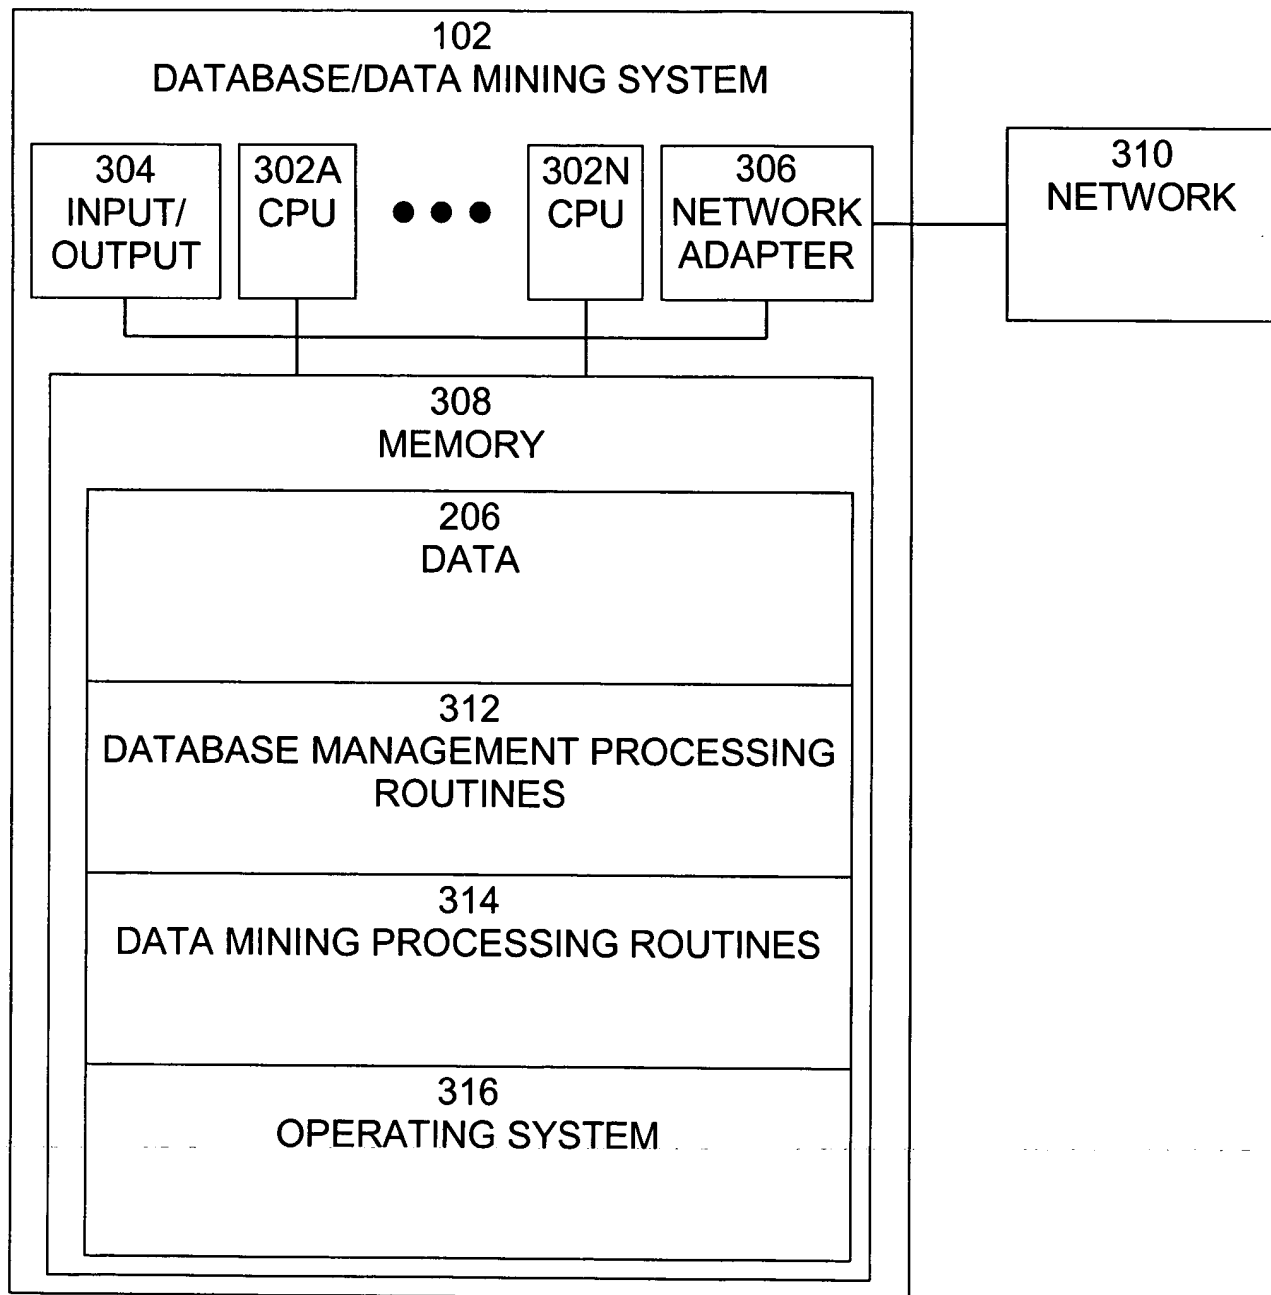 102
DATABASE/DATA MINING SYSTEM
304
INPUT/
OUTPUT
302A
CPU
302N
CPU
306
NETWORK
ADAPTER
310
NETWORK
308
MEMORY
206
DATA
312
DATABASE MANAGEMENT PROCESSING
ROUTINES
314
DATA MINING PROCESSING ROUTINES
316
OPERATING SYSTEM